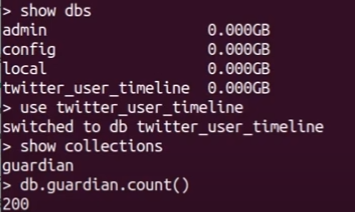 > show dbs
admin 0.000GB
config 0.000GB
local 0.000GB
twitter_user_timeline 0.000GB
> use twitter_user_timeline
switched to db twitter_user_timeline
> show collections
guardian
> db.guardian.count()
200